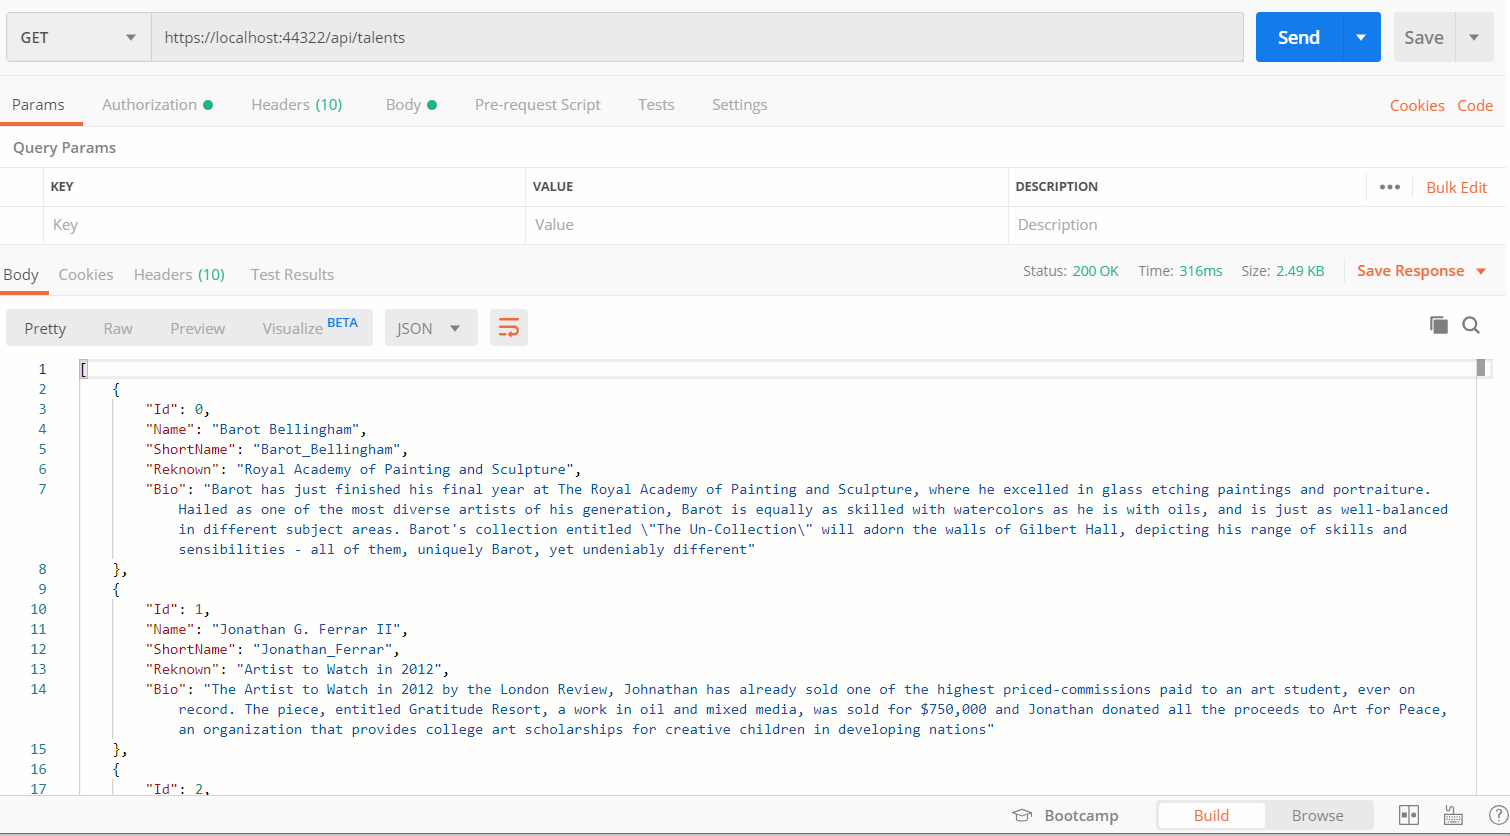 GET https://localhost:44322/api/talents Send Save
Params Authorization Headers (10) Body Pre-request Script Tests Settings Cookies Code
Query Params
KEY VALUE DESCRIPTION ••• Bulk Edit
Key Value Description
Body Cookies Headers (10) Test Results Status: 200 OK Time: 316ms Size: 2.49 KB Save Response
Pretty Raw Preview Visualize BETA JSON
1 [
2 {
3 "Id": 0,
4 "Name": "Barot Bellingham",
5 "ShortName": "Barot_Bellingham",
6 "Reknown": "Royal Academy of Painting and Sculpture",
7 "Bio": "Barot has just finished his final year at The Royal Academy of Painting and Sculpture, where he excelled in glass etching paintings and portraiture.
Hailed as one of the most diverse artists of his generation, Barot is equally as skilled with watercolors as he is with oils, and is just as well-balanced
in different subject areas. Barot's collection entitled \"The Un-Collection\" will adorn the walls of Gilbert Hall, depicting his range of skills and
sensibilities - all of them, uniquely Barot, yet undeniably different"
8 },
9 {
10 "Id": 1,
11 "Name": "Jonathan G. Ferrar II",
12 "ShortName": "Jonathan_Ferrar",
13 "Reknown": "Artist to Watch in 2012",
14 "Bio": "The Artist to Watch in 2012 by the London Review, Johnathan has already sold one of the highest priced-commissions paid to an art student, ever on
record. The piece, entitled Gratitude Resort, a work in oil and mixed media, was sold for $750,000 and Jonathan donated all the proceeds to Art for Peace,
an organization that provides college art scholarships for creative children in developing nations"
15 },
16 {
17 "Id": 2,
Bootcamp Build Browse ?